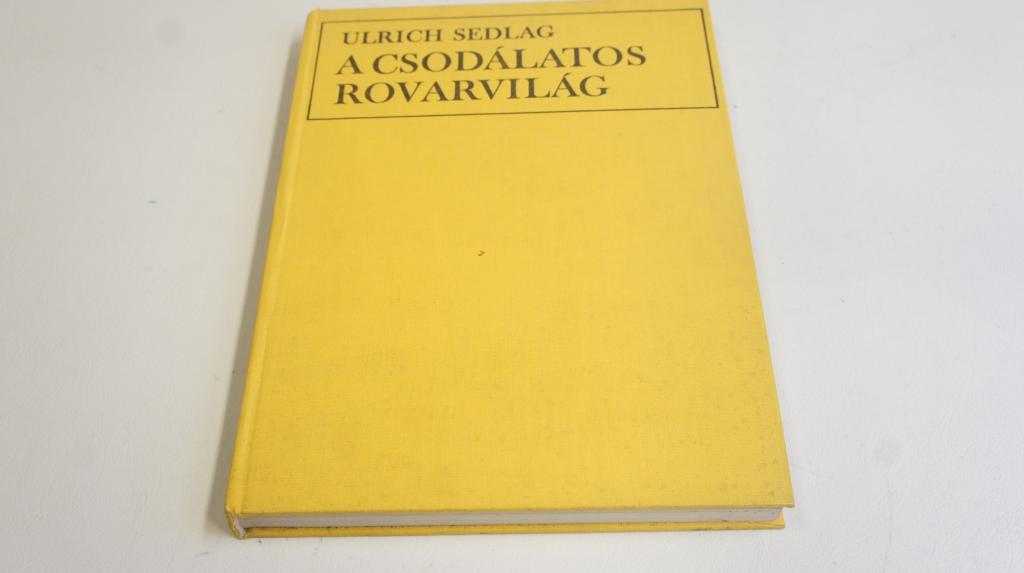 ULRICH SEDLAG
A CSODÁLATOS
ROVARVILÁG